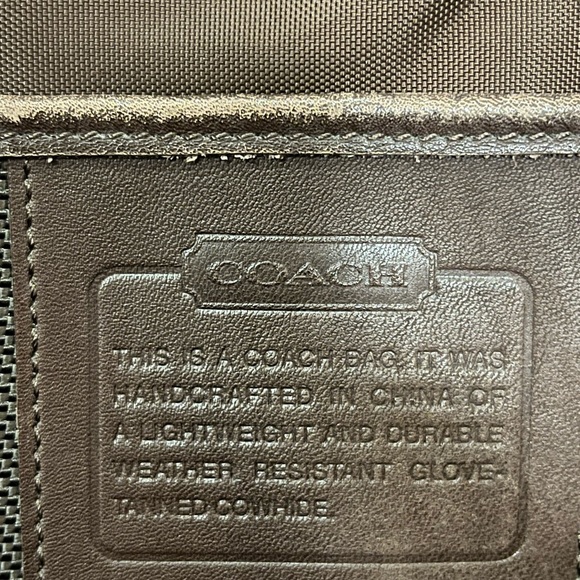 COACH
THIS IS A COACH BAG. IT WAS
HANDCRAFTED IN CHINA OF
A LIGHTWEIGHT AND DURABLE
WEATHER RESISTANT GLOVE-
TANNED COWHIDE.